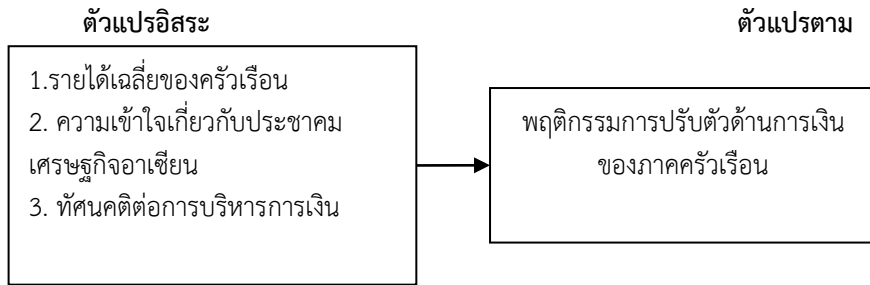 ตัวแปรอิสระ
ตัวแปรตาม
1.รายได้เฉลี่ยของครัวเรือน
2. ความเข้าใจเกี่ยวกับประชาคม
เศรษฐกิจอาเซียน
3. ทัศนคติต่อการบริหารการเงิน
พฤติกรรมการปรับตัวด้านการเงิน
ของภาคครัวเรือน